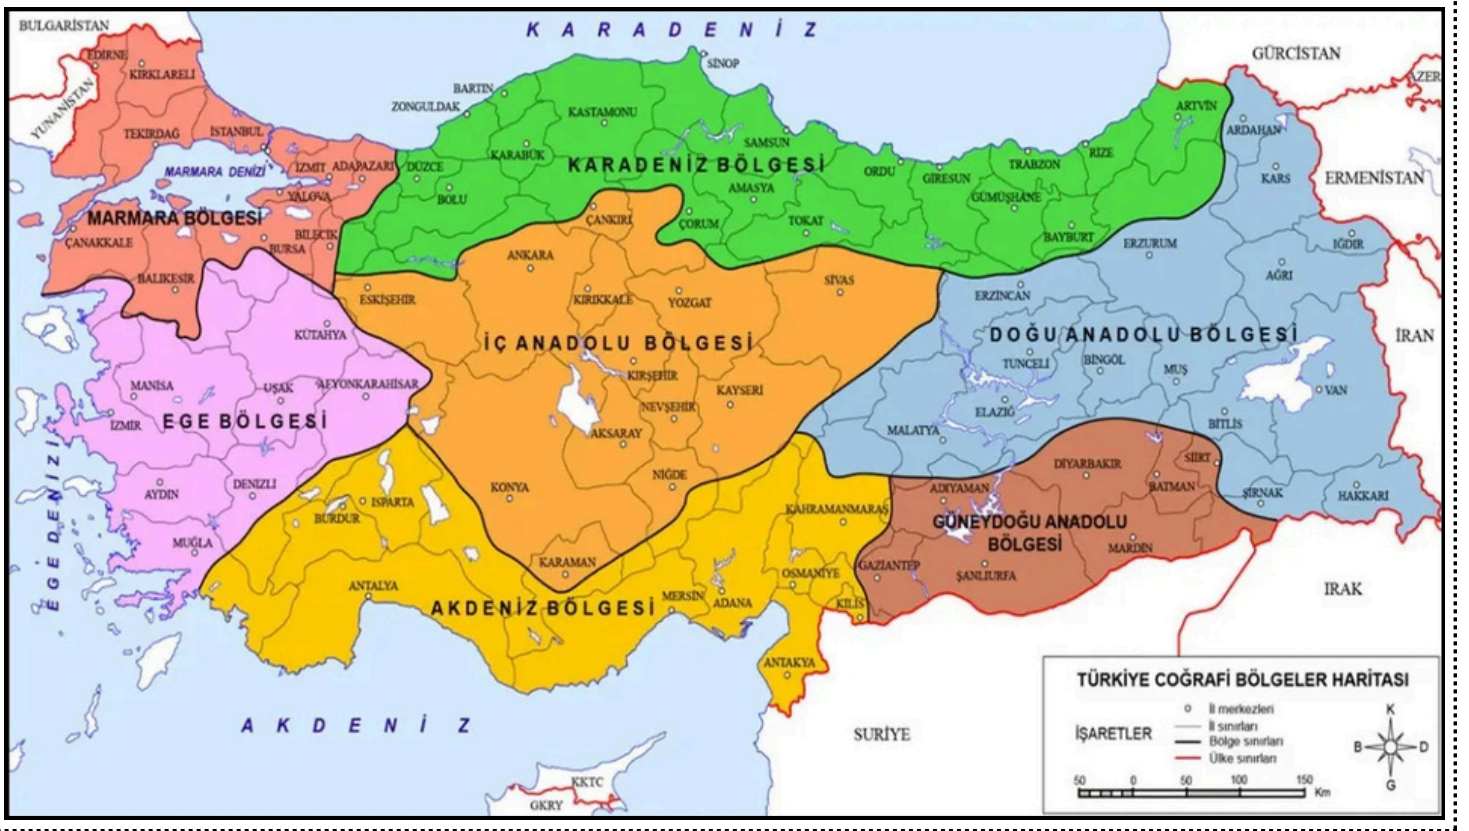 BULGARİSTAN
KARADENİZ
GÜRCİSTAN
EDİRNE
KIRKLARELİ
SİNOP
AZER
YUNANİSTAN
BARTIN
ZONGULDAK
KASTAMONU
ARTVİN
TEKİRDAĞ
İSTANBUL
SAMSUN
ARDAHAN
KARABÜK
MARMARA DENİZİ
İZMİT
ADAPAZARI
DÜZCE
KARADENİZ BÖLGESİ
ORDU
GİRESUN
TRABZON
RİZE
KARS
ERMENİSTAN
YALOVA
BOLU
AMASYA
GÜMÜŞHANE
MARMARA BÖLGESİ
ÇANKIRI
ÇORUM
TOKAT
BAYBURT
ÇANAKKALE
BİLECİK
BURSA
ANKARA
ERZURUM
IĞDIR
BALIKESİR
ESKİŞEHİR
KIRIKKALE
YOZGAT
SİVAS
ERZİNCAN
AĞRI
KÜTAHYA
İÇ ANADOLU BÖLGESİ
DOĞU ANADOLU BÖLGESİ
İRAN
TUNCELİ
BİNGÖL
MUŞ
MANİSA
UŞAK
AFYONKARAHİSAR
KIRŞEHİR
KAYSERİ
VAN
EGE BÖLGESİ
NEVŞEHİR
ELAZIĞ
BİTLİS
İZMİR
AKSARAY
MALATYA
EGE DENİZİ
AYDIN
DENİZLİ
KONYA
NİĞDE
DİYARBAKIR
SİİRT
BATMAN
ŞIRNAK
HAKKARİ
ISPARTA
BURDUR
KAHRAMANMARAŞ
ADIYAMAN
GÜNEYDOĞU ANADOLU
BÖLGESİ
MUĞLA
KARAMAN
MARDİN
GAZİANTEP
ŞANLIURFA
OSMANİYE
ANTALYA
AKDENİZ BÖLGESİ
MERSİN
ADANA
KİLİS
IRAK
ANTAKYA
AKDENİZ
SURİYE
KKTC
GKRY
TÜRKİYE COĞRAFİ BÖLGELER HARİTASI
İŞARETLER
İl merkezleri
İl sınırları
Bölge sınırları
Ülke sınırları
K
B D
G
50 0 50 100 150
Km